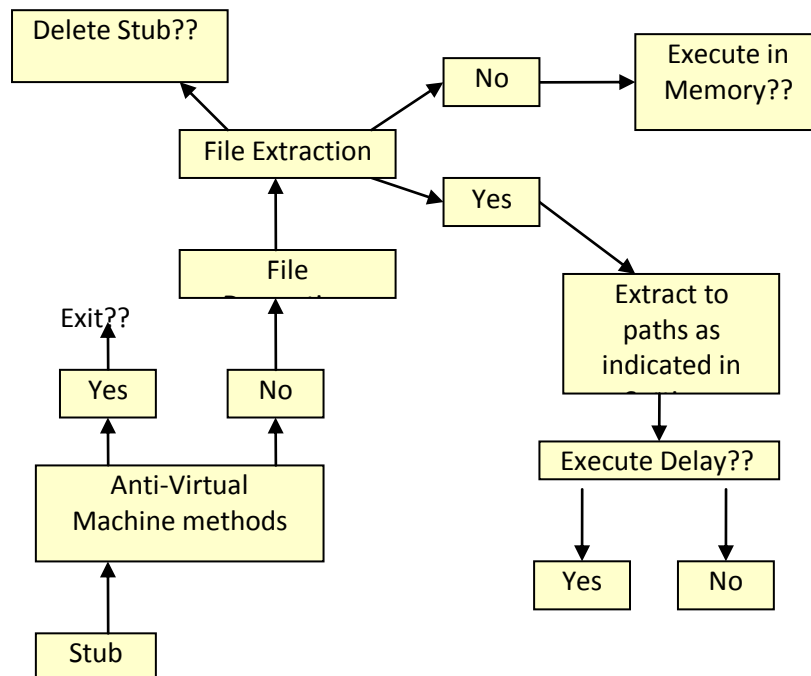 Delete Stub??
No
Execute in
Memory??
File Extraction
Yes
File
Extract to
paths as
indicated in
Exit??
Yes
No
Execute Delay??
Anti-Virtual
Machine methods
Yes
No
Stub